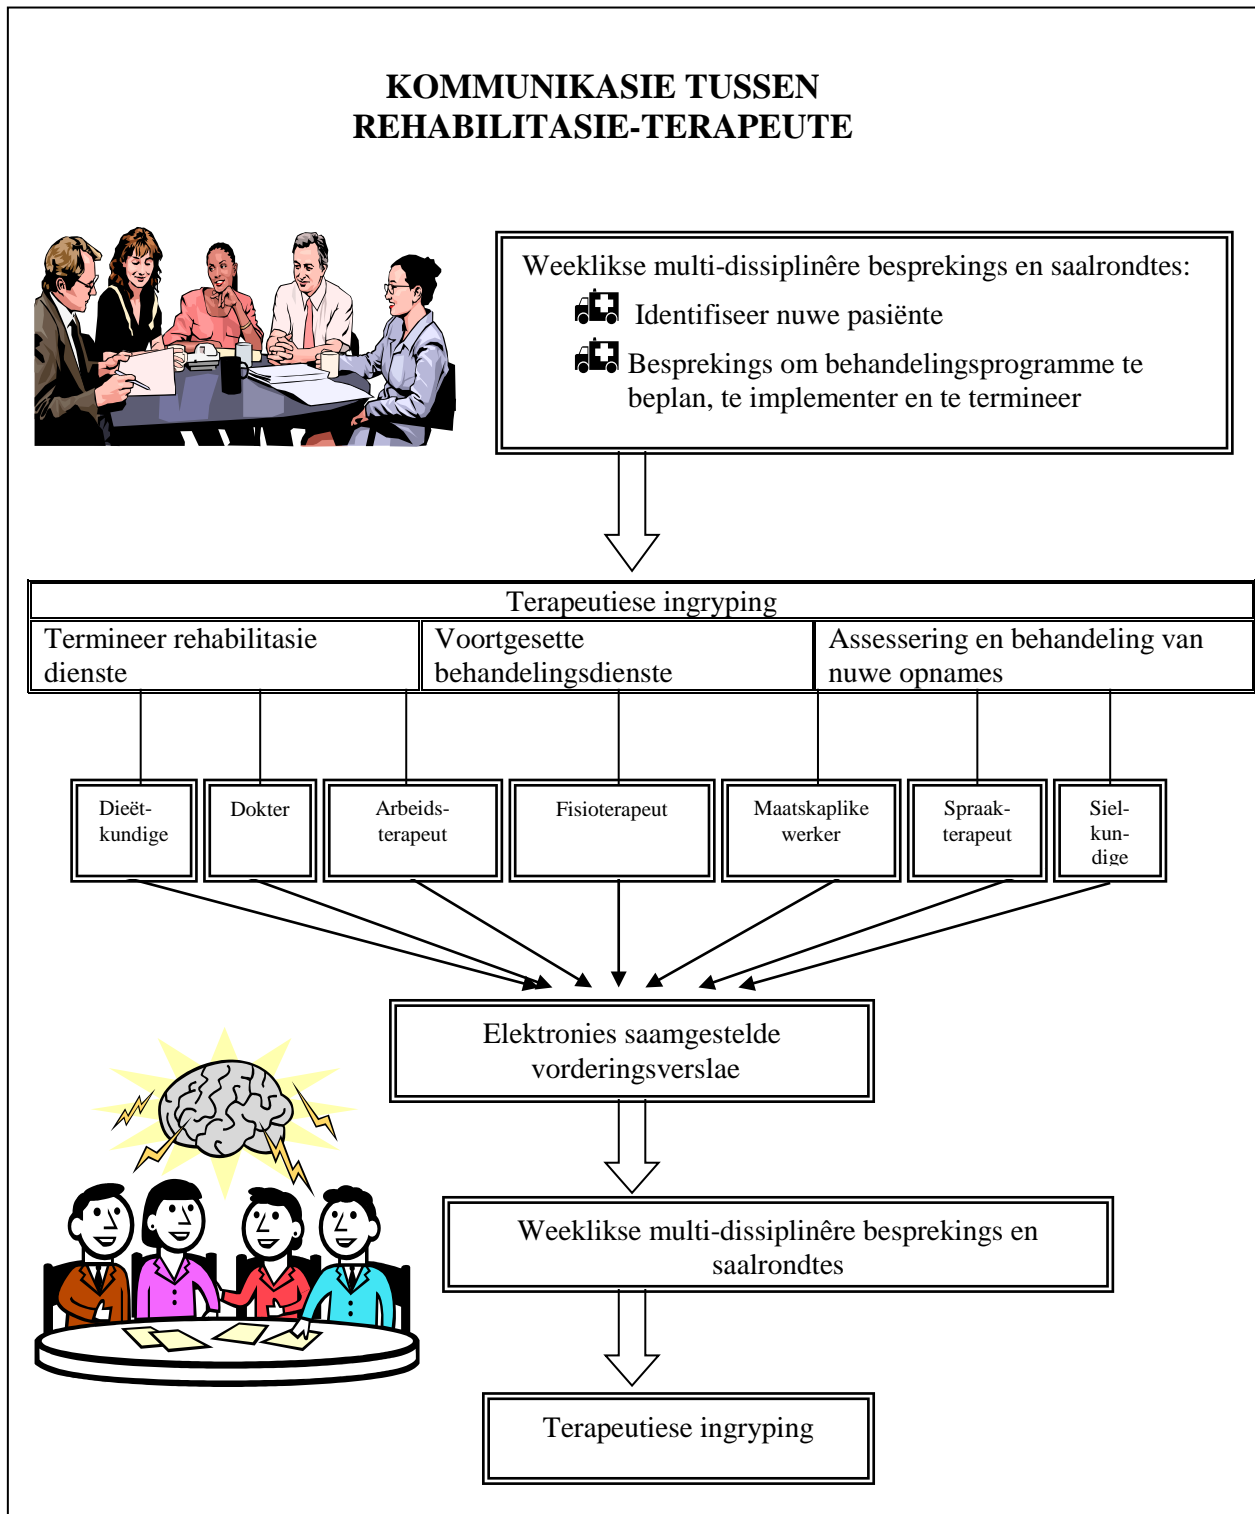 KOMMUNIKASIE TUSSEN
REHABILITASIE-TERAPEUTE
Weeklikse multi-dissiplinêre besprekings en saalrondtes:
Identifiseer nuwe pasiënte
Besprekings om behandelingsprogramme te
beplan, te implementer en te termineer
Terapeutiese ingryping
Termineer rehabilitasie
dienste
Voortgesette
behandelingsdienste
Assessering en behandeling van
nuwe opnames
Dieët-
kundige
Dokter
Arbeids-
terapeut
Fisioterapeut
Maatskaplike
werker
Spraak-
terapeut
Siel-
kun-
dige
Elektronies saamgestelde
vorderingsverslae
Weeklikse multi-dissiplinêre besprekings en
saalrondtes
Terapeutiese ingryping